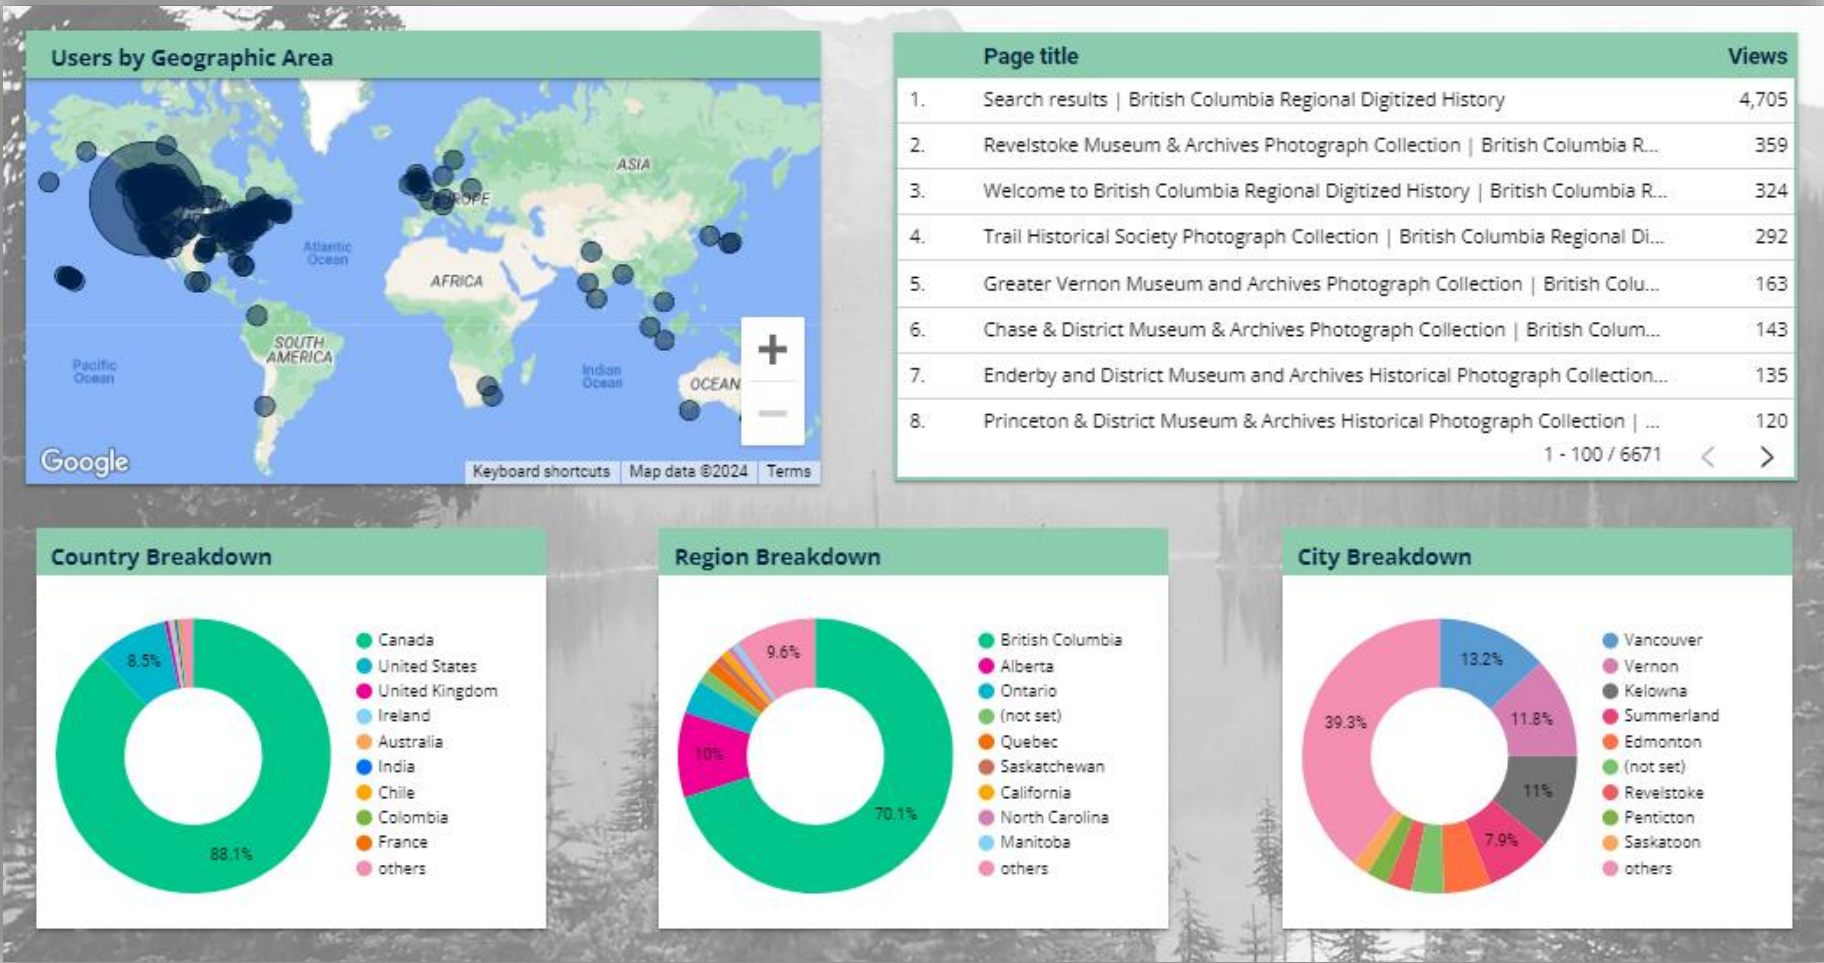 Users by Geographic Area
ASIA
EUROPE
Atlantic
Ocean
AFRICA
SOUTH
AMERICA
Pacific
Ocean
Indian
Ocean
OCEAN
+
−
Google
Keyboard shortcuts
Map data ©2024
Terms
Page title Views
1. Search results | British Columbia Regional Digitized History 4,705
2. Revelstoke Museum & Archives Photograph Collection | British Columbia R... 359
3. Welcome to British Columbia Regional Digitized History | British Columbia R... 324
4. Trail Historical Society Photograph Collection | British Columbia Regional Di... 292
5. Greater Vernon Museum and Archives Photograph Collection | British Colu... 163
6. Chase & District Museum & Archives Photograph Collection | British Colum... 143
7. Enderby and District Museum and Archives Historical Photograph Collection... 135
8. Princeton & District Museum & Archives Historical Photograph Collection | ... 120
1 - 100 / 6671 < >
Country Breakdown
8.5%
88.1%
Canada
United States
United Kingdom
Ireland
Australia
India
Chile
Colombia
France
others
Region Breakdown
9.6%
10%
70.1%
British Columbia
Alberta
Ontario
(not set)
Quebec
Saskatchewan
California
North Carolina
Manitoba
others
City Breakdown
13.2%
39.3%
11.8%
11%
7.9%
Vancouver
Vernon
Kelowna
Summerland
Edmonton
(not set)
Revelstoke
Penticton
Saskatoon
others